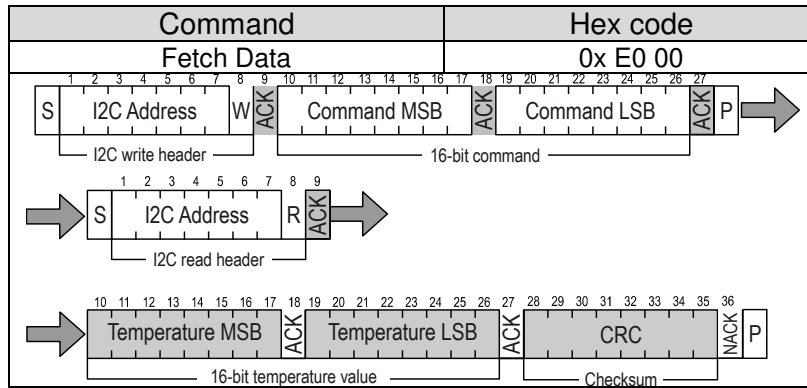 Command Hex code
Fetch Data 0x E0 00
1 2 3 4 5 6 7 8 9 10 11 12 13 14 15 16 17 18 19 20 21 22 23 24 25 26 27
S I2C Address W ACK Command MSB ACK Command LSB ACK P
I2C write header 16-bit command
1 2 3 4 5 6 7 8 9
S I2C Address R ACK
I2C read header
10 11 12 13 14 15 16 17 18 19 20 21 22 23 24 25 26 27 28 29 30 31 32 33 34 35 36
Temperature MSB ACK Temperature LSB ACK CRC NACK P
16-bit temperature value Checksum